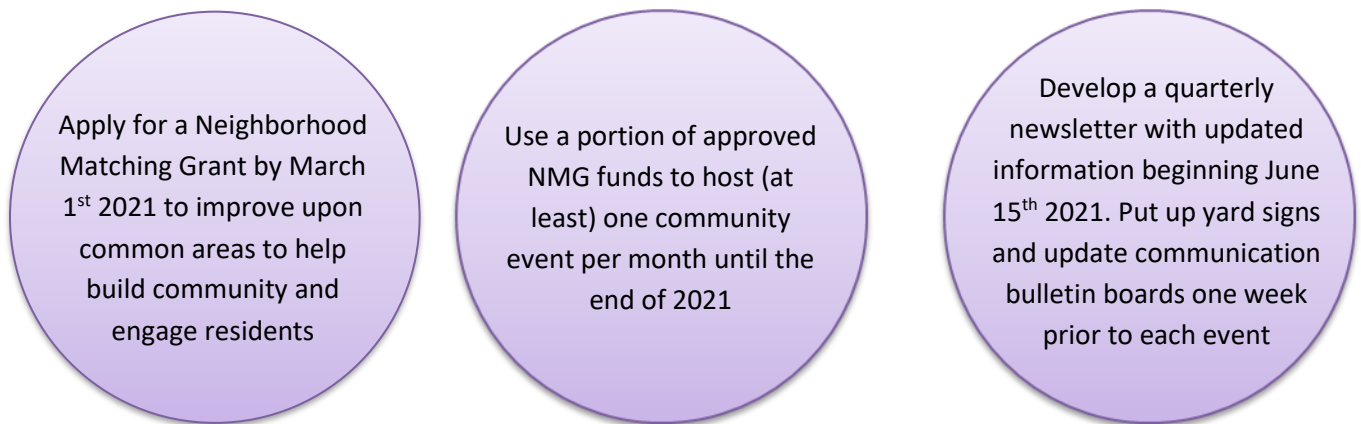 Apply for a Neighborhood
Matching Grant by March
1st 2021 to improve upon
common areas to help
build community and
engage residents
Use a portion of approved
NMG funds to host (at
least) one community
event per month until the
end of 2021
Develop a quarterly
newsletter with updated
information beginning June
15th 2021. Put up yard signs
and update communication
bulletin boards one week
prior to each event